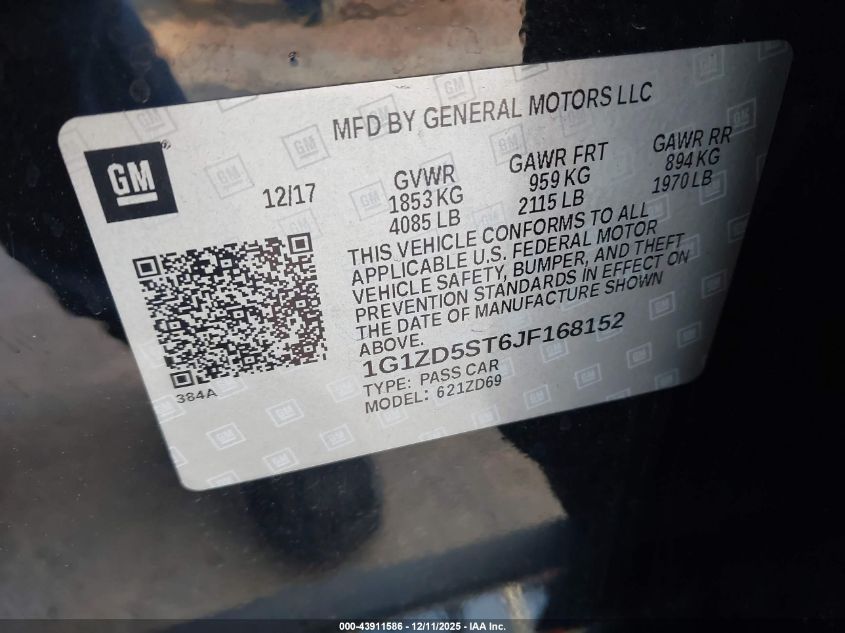 MFD BY GENERAL MOTORS LLC
GM®
12/17
GVWR
1853 KG
4085 LB
GAWR FRT
959 KG
2115 LB
GAWR RR
894 KG
1970 LB
THIS VEHICLE CONFORMS TO ALL
APPLICABLE U.S. FEDERAL MOTOR
VEHICLE SAFETY, BUMPER, AND THEFT
PREVENTION STANDARDS IN EFFECT ON
THE DATE OF MANUFACTURE SHOWN
ABOVE.
1G1ZD5ST6JF168152
TYPE: PASS CAR
MODEL: 621ZD69
384A
000-43911586 - 12/11/2025 - IAA Inc.